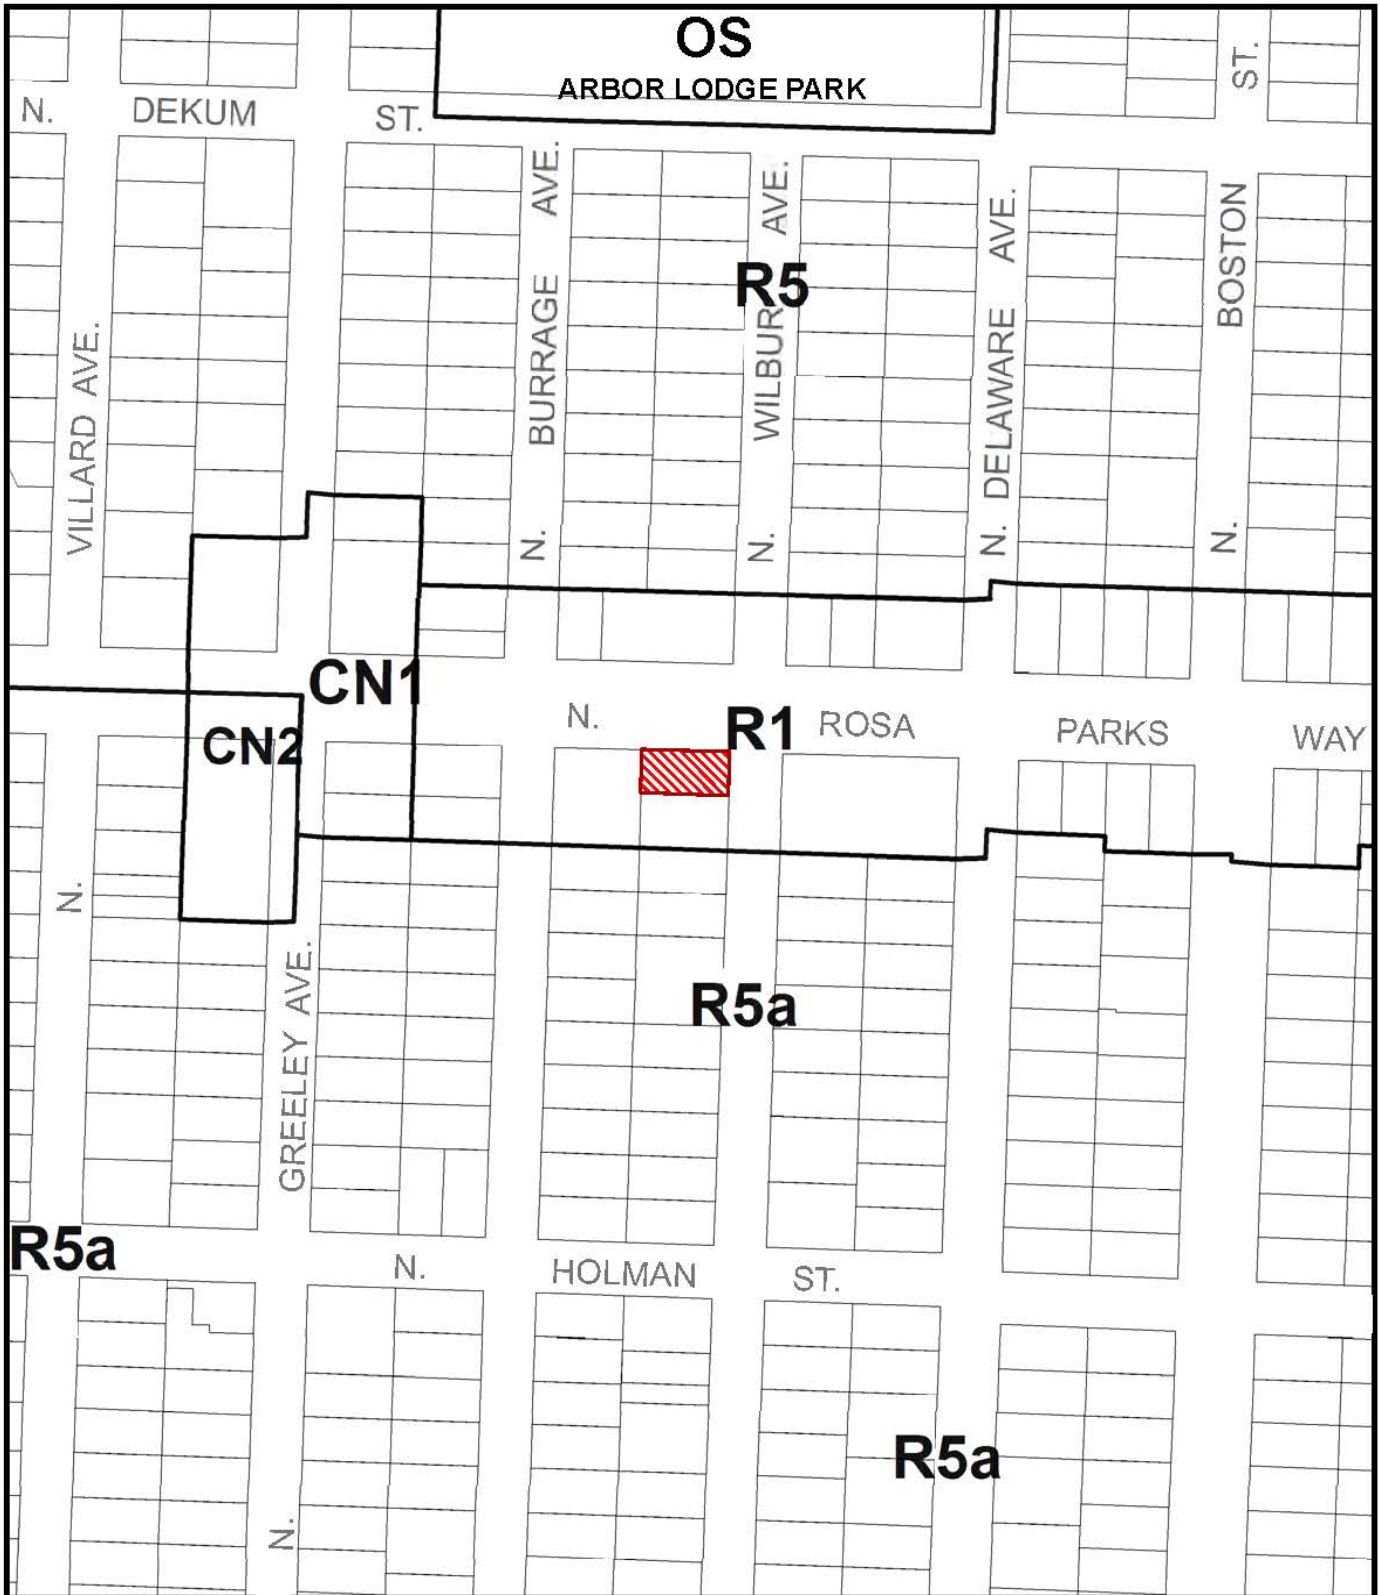 OS
ARBOR LODGE PARK
ST.
N. DEKUM ST.
BURRAGE AVE.
N.
WILBUR AVE.
N.
N. DELAWARE AVE.
BOSTON
N.
VILLARD AVE.
N.
R5
CN1
CN2
R1
N. ROSA PARKS WAY
R5a
GREELEY AVE.
N.
R5a
N. HOLMAN ST.
R5a